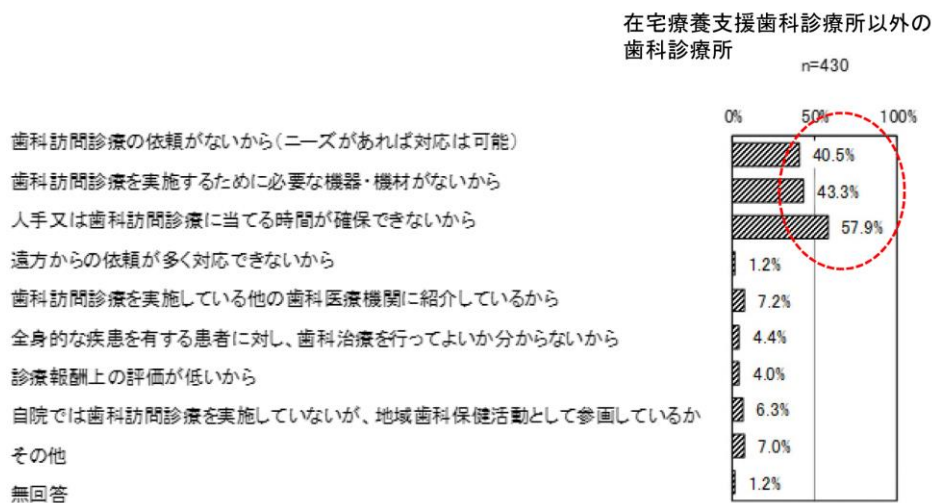 在宅療養支援歯科診療所以外の
歯科診療所
n=430
0% 50% 100%
歯科訪問診療の依頼がないから(ニーズがあれば対応は可能) 40.5%
歯科訪問診療を実施するために必要な機器・機材がないから 43.3%
人手又は歯科訪問診療に当てる時間が確保できないから 57.9%
遠方からの依頼が多く対応できないから 1.2%
歯科訪問診療を実施している他の歯科医療機関に紹介しているから 7.2%
全身的な疾患を有する患者に対し、歯科治療を行ってよいか分からないから 4.4%
診療報酬上の評価が低いから 4.0%
自院では歯科訪問診療を実施していないが、地域歯科保健活動として参画しているか 6.3%
その他 7.0%
無回答 1.2%